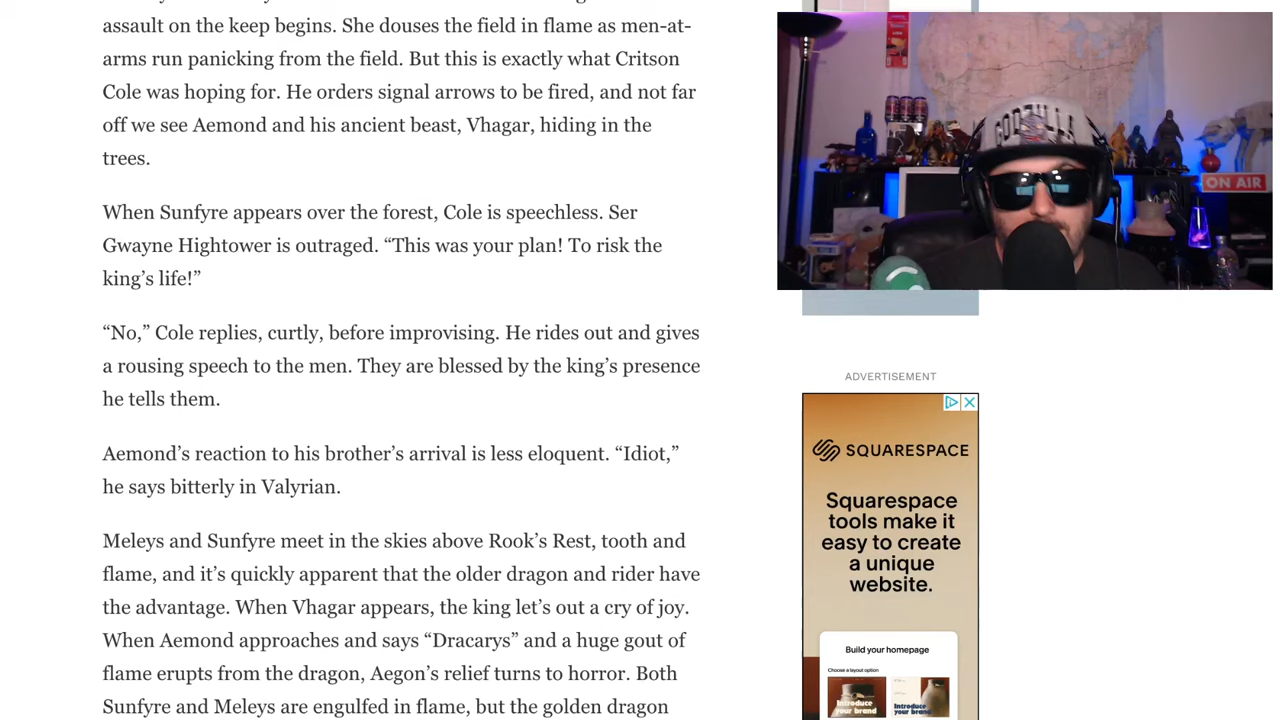 assault on the keep begins. She douses the field in flame as men-at-
arms run panicking from the field. But this is exactly what Critson
Cole was hoping for. He orders signal arrows to be fired, and not far
off we see Aemond and his ancient beast, Vhagar, hiding in the
trees.
When Sunfyre appears over the forest, Cole is speechless. Ser
Gwayne Hightower is outraged. “This was your plan! To risk the
king’s life!”
“No,” Cole replies, curtly, before improvising. He rides out and gives
a rousing speech to the men. They are blessed by the king’s presence
he tells them.
Aemond’s reaction to his brother’s arrival is less eloquent. “Idiot,”
he says bitterly in Valyrian.
Meleys and Sunfyre meet in the skies above Rook’s Rest, tooth and
flame, and it’s quickly apparent that the older dragon and rider have
the advantage. When Vhagar appears, the king let’s out a cry of joy.
When Aemond approaches and says “Dracarys” and a huge gout of
flame erupts from the dragon, Aegon’s relief turns to horror. Both
Sunfyre and Meleys are engulfed in flame, but the golden dragon
ON AIR
ADVERTISEMENT
SQUARESPACE
Squarespace
tools make it
easy to create
a unique
website.
Build your homepage
Choose a layout option
Introduce
your brand
Introduce
your brand